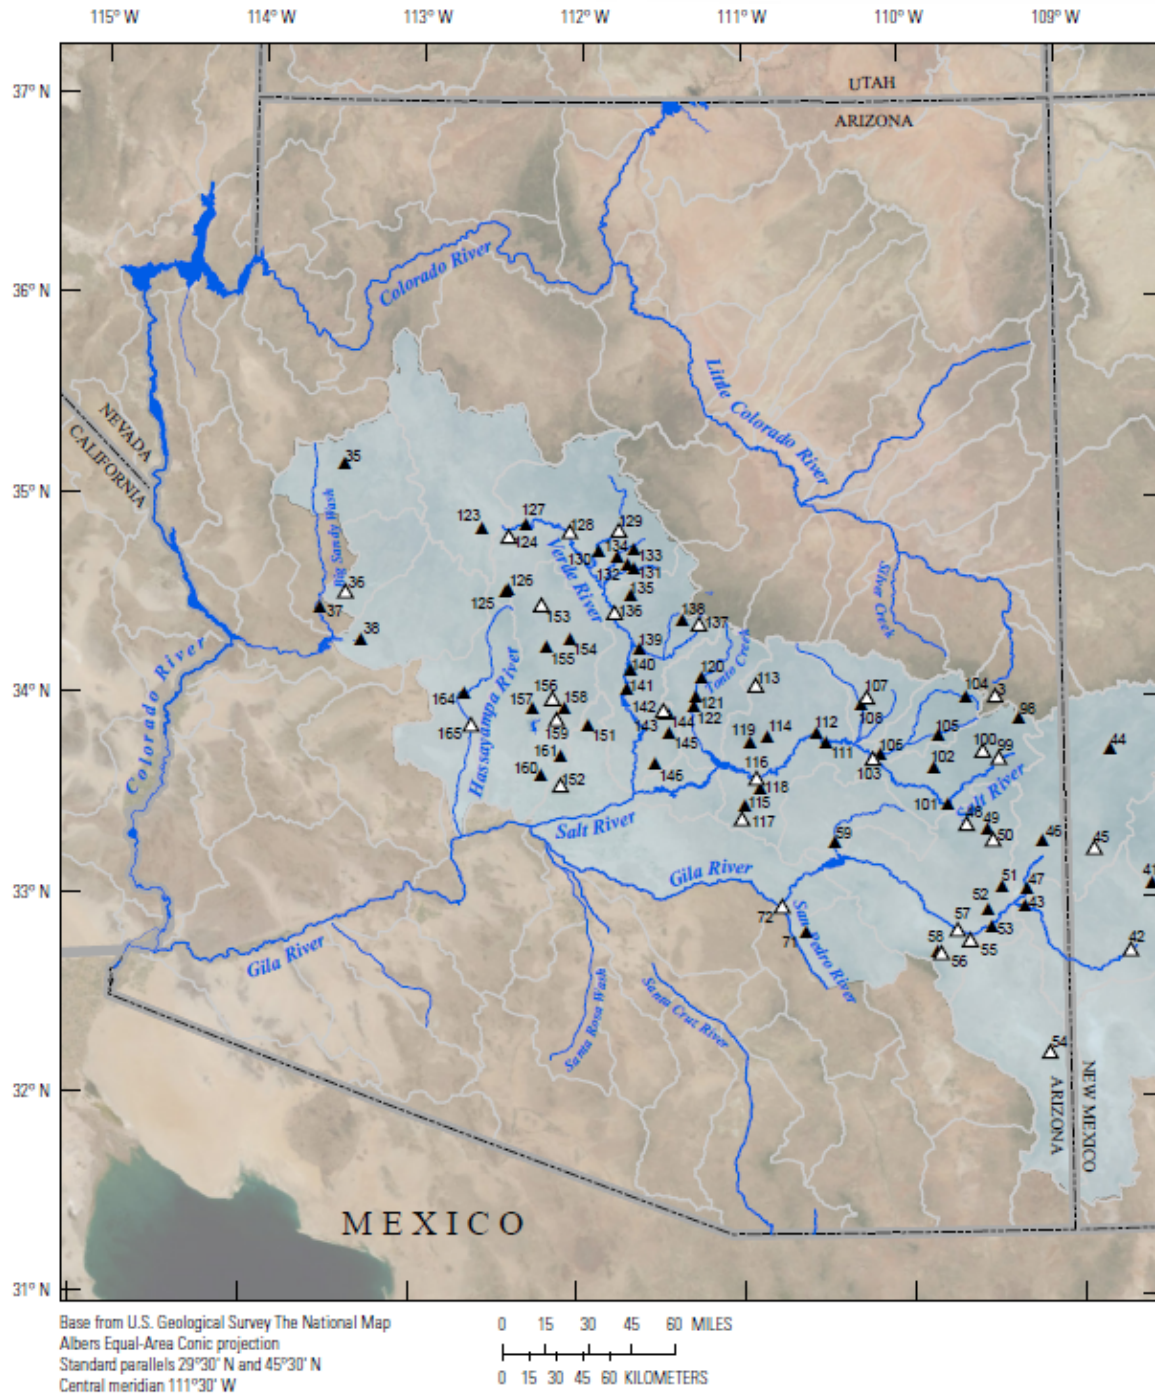 115° W 114° W 113° W 112° W 111° W 110° W 109° W
37° N
UTAH
ARIZONA
36° N
Colorado River
Little Colorado River
NEVADA
CALIFORNIA
35
35° N
123
127
128
129
124
130
134
133
132
131
Big Sandy Wash
Verde River
Silver Creek
36
126
125
135
37
153
136
138
137
38
154
155
139
Colorado River
34° N
140
120
Tonto Creek
113
107
104
3
164
156
141
121
98
157
158
142
122
108
105
165
159
143
144
119
114
112
100
44
Hassayampa River
151
145
111
106
99
161
146
116
103
102
160
152
118
101
Salt River
115
48
Salt River
117
49
59
50
46
45
33° N
Gila River
51
47
41
72
52
43
San Pedro River
57
53
71
58
55
42
Gila River
56
Santa Rosa Wash
Santa Cruz River
54
32° N
ARIZONA
NEW MEXICO
MEXICO
31° N
Base from U.S. Geological Survey The National Map
Albers Equal-Area Conic projection
Standard parallels 29°30' N and 45°30' N
Central meridian 111°30' W
0 15 30 45 60 MILES
0 15 30 45 60 KILOMETERS